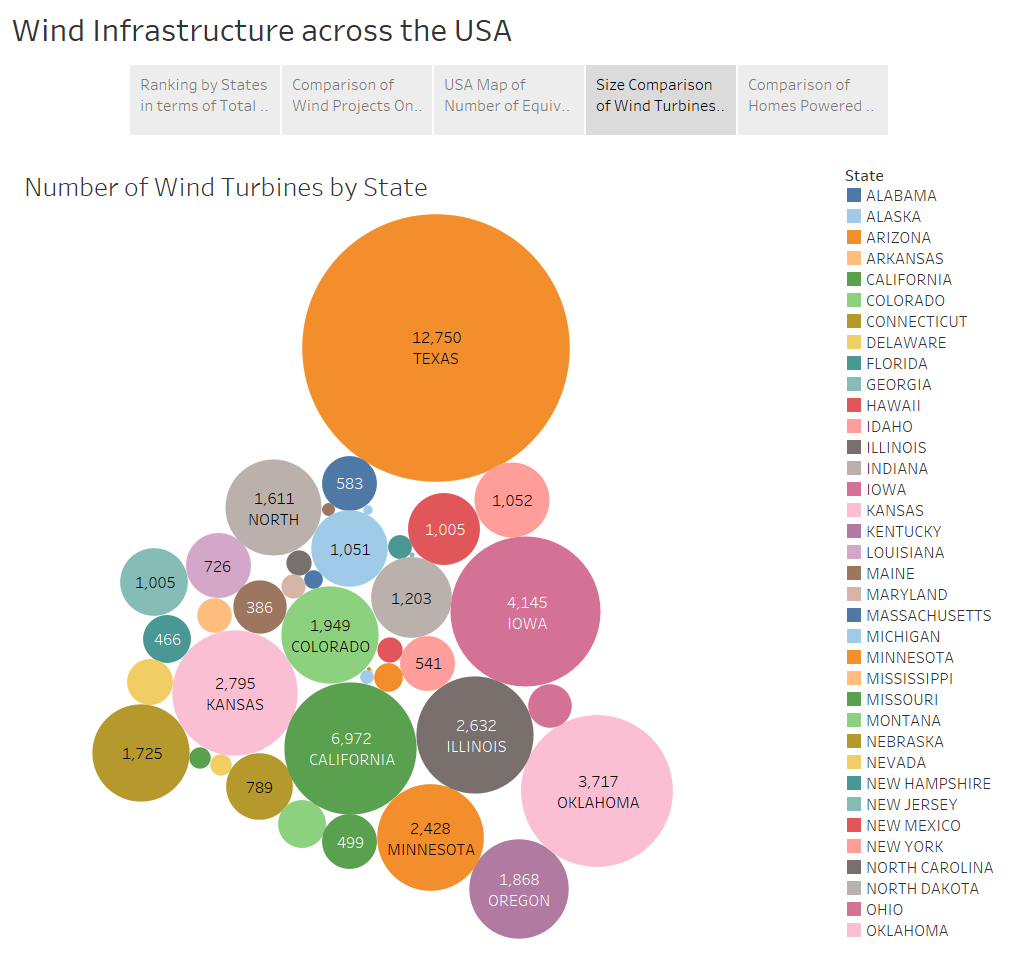 Wind Infrastructure across the USA
Ranking by States
in terms of Total ..
Comparison of
Wind Projects On..
USA Map of
Number of Equiv..
Size Comparison
of Wind Turbines..
Comparison of
Homes Powered ..
Number of Wind Turbines by State
12,750
TEXAS
583
1,611
NORTH
1,052
1,005
1,051
726
1,005
1,203
386
4,145
IOWA
1,949
COLORADO
466
541
2,795
KANSAS
2,632
ILLINOIS
6,972
CALIFORNIA
1,725
3,717
OKLAHOMA
789
2,428
MINNESOTA
499
1,868
OREGON
State
ALABAMA
ALASKA
ARIZONA
ARKANSAS
CALIFORNIA
COLORADO
CONNECTICUT
DELAWARE
FLORIDA
GEORGIA
HAWAII
IDAHO
ILLINOIS
INDIANA
IOWA
KANSAS
KENTUCKY
LOUISIANA
MAINE
MARYLAND
MASSACHUSETTS
MICHIGAN
MINNESOTA
MISSISSIPPI
MISSOURI
MONTANA
NEBRASKA
NEVADA
NEW HAMPSHIRE
NEW JERSEY
NEW MEXICO
NEW YORK
NORTH CAROLINA
NORTH DAKOTA
OHIO
OKLAHOMA